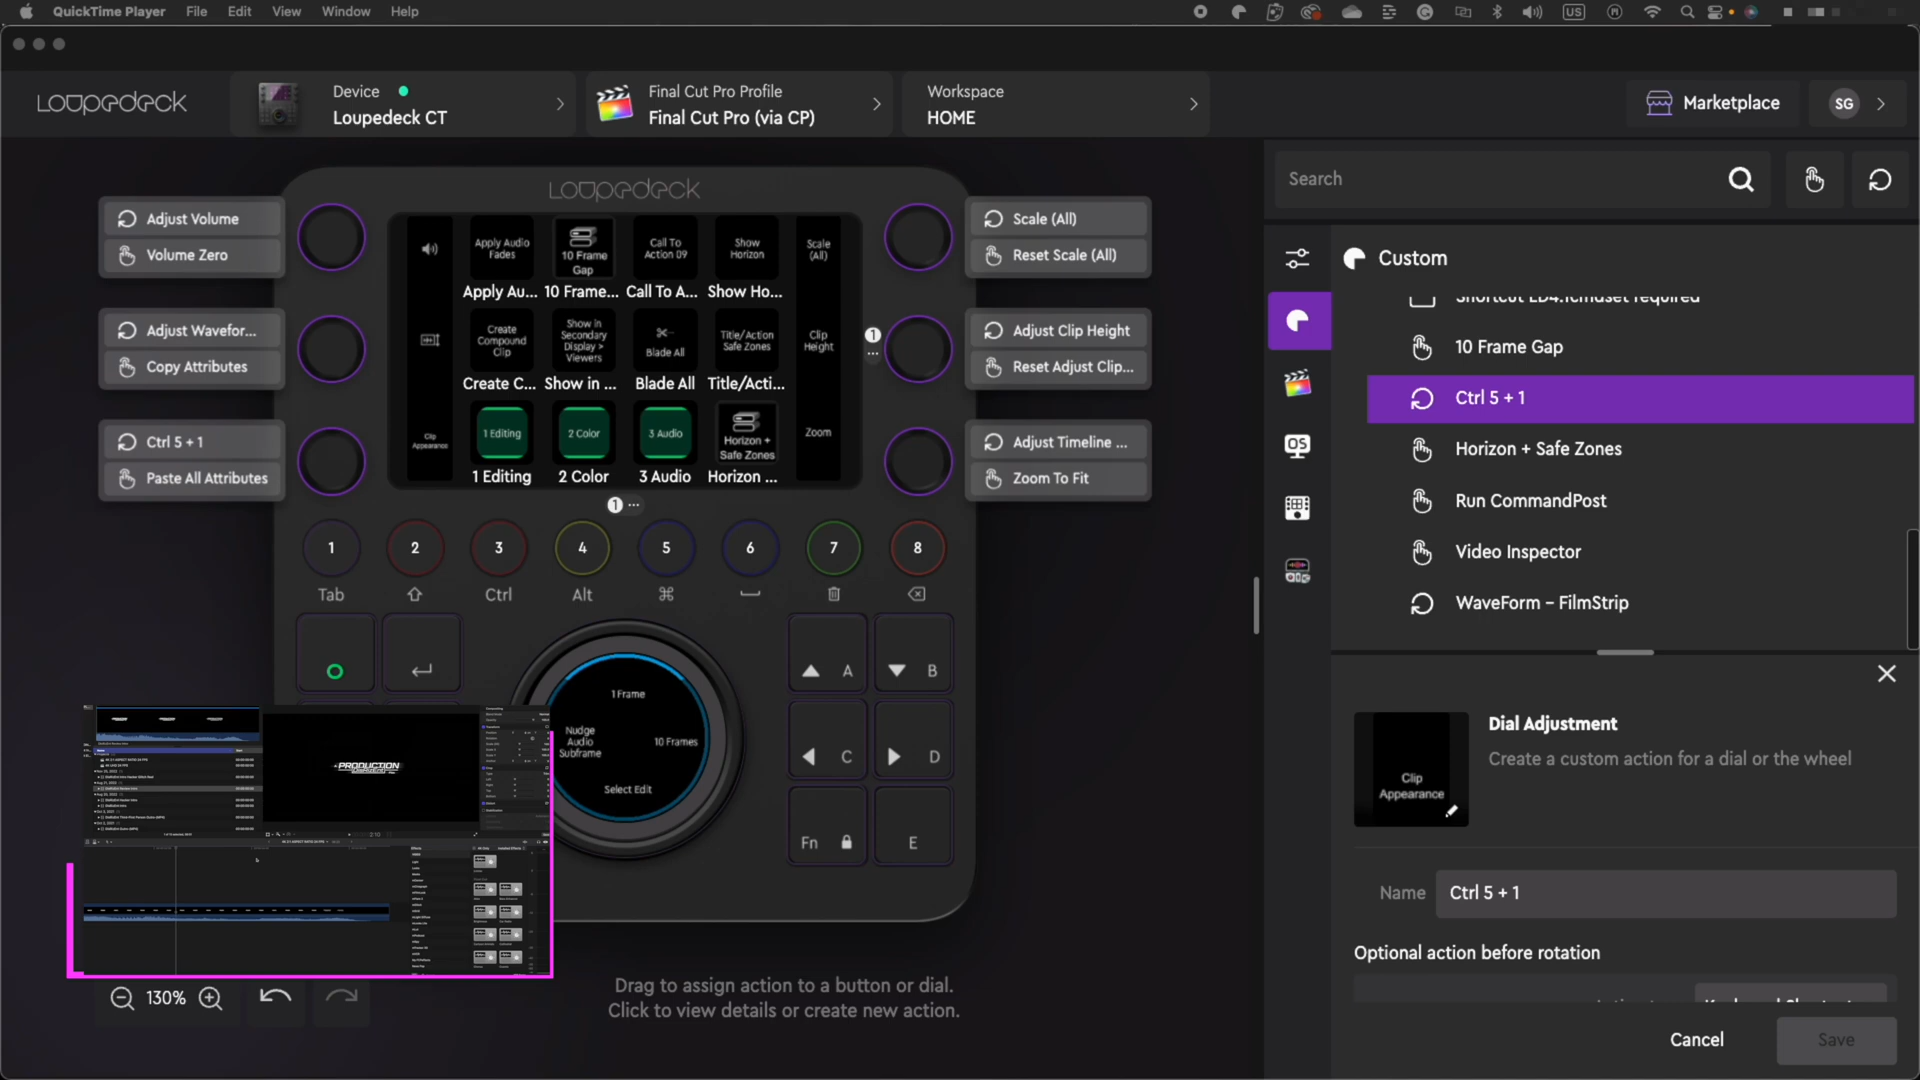 QuickTime Player File Edit View Window Help
US
Loupedeck
Device
Loupedeck CT
Final Cut Pro Profile
Final Cut Pro (via CP)
Workspace
HOME
Marketplace
SG
Loupedeck
Search
Adjust Volume
Volume Zero
Adjust Wavefor...
Copy Attributes
Ctrl 5 + 1
Paste All Attributes
Apply Audio
Fades
10 Frame
Gap
Call To
Action 09
Show
Horizon
Scale
(All)
Apply Au... 10 Frame... Call To A... Show Ho...
Create
Compound
Clip
Show in
Secondary
Display >
Viewers
Blade All
Title/Action
Safe Zones
Clip
Height
Create C... Show in ... Blade All Title/Acti...
Clip
Appearance
1 Editing
2 Color
3 Audio
Horizon +
Safe Zones
Zoom
1 Editing 2 Color 3 Audio Horizon ...
1 ...
1
...
Scale (All)
Reset Scale (All)
Adjust Clip Height
Reset Adjust Clip...
Adjust Timeline ...
Zoom To Fit
1 2 3 4 5 6 7 8
Tab Ctrl Alt ⌘
A B
C D
Fn E
1 Frame
Nudge
Audio
Subframe
10 Frames
Select Edit
PRODUCTION
130%
Drag to assign action to a button or dial.
Click to view details or create new action.
Custom
Shortcut LD4.fcmdset required
10 Frame Gap
Ctrl 5 + 1
Horizon + Safe Zones
Run CommandPost
Video Inspector
WaveForm - FilmStrip
QS
Clip
Appearance
Dial Adjustment
Create a custom action for a dial or the wheel
Name Ctrl 5 + 1
Optional action before rotation
Cancel Save